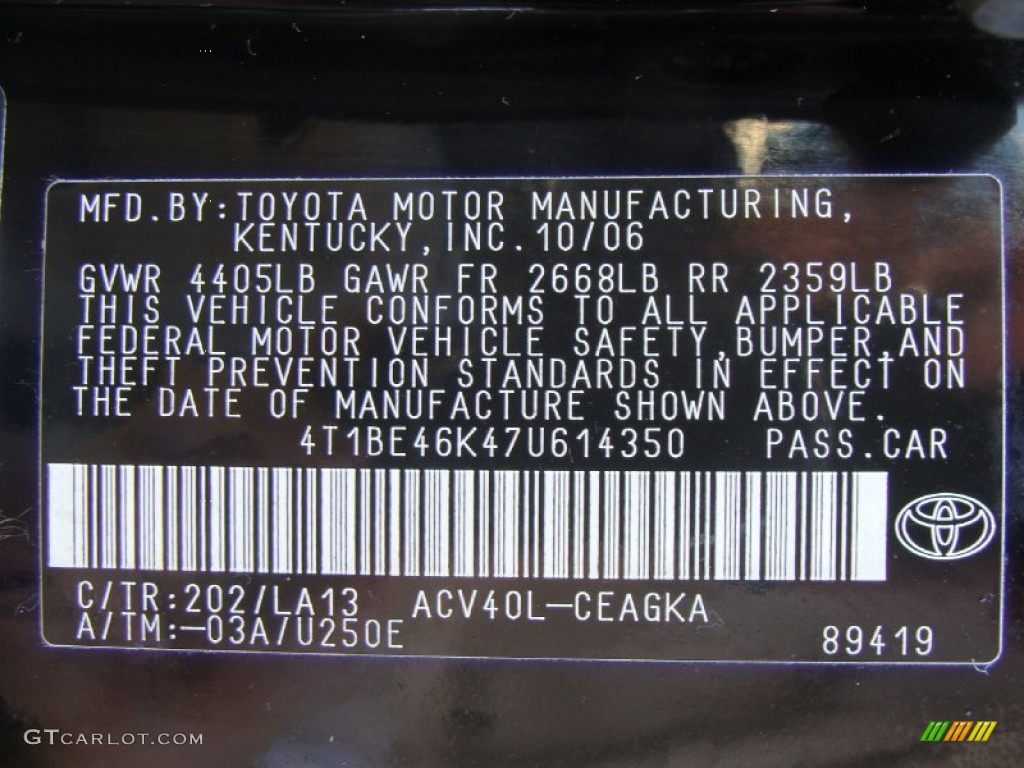 MFD.BY:TOYOTA MOTOR MANUFACTURING,
KENTUCKY,INC.10/06
GVWR 4405LB GAWR FR 2668LB RR 2359LB
THIS VEHICLE CONFORMS TO ALL APPLICABLE
FEDERAL MOTOR VEHICLE SAFETY,BUMPER,AND
THEFT PREVENTION STANDARDS IN EFFECT ON
THE DATE OF MANUFACTURE SHOWN ABOVE.
4T1BE46K47U614350 PASS.CAR
C/TR:202/LA13 ACV40L-CEAGKA
A/TM:-03A/U250E
89419
GTCARLOT.COM